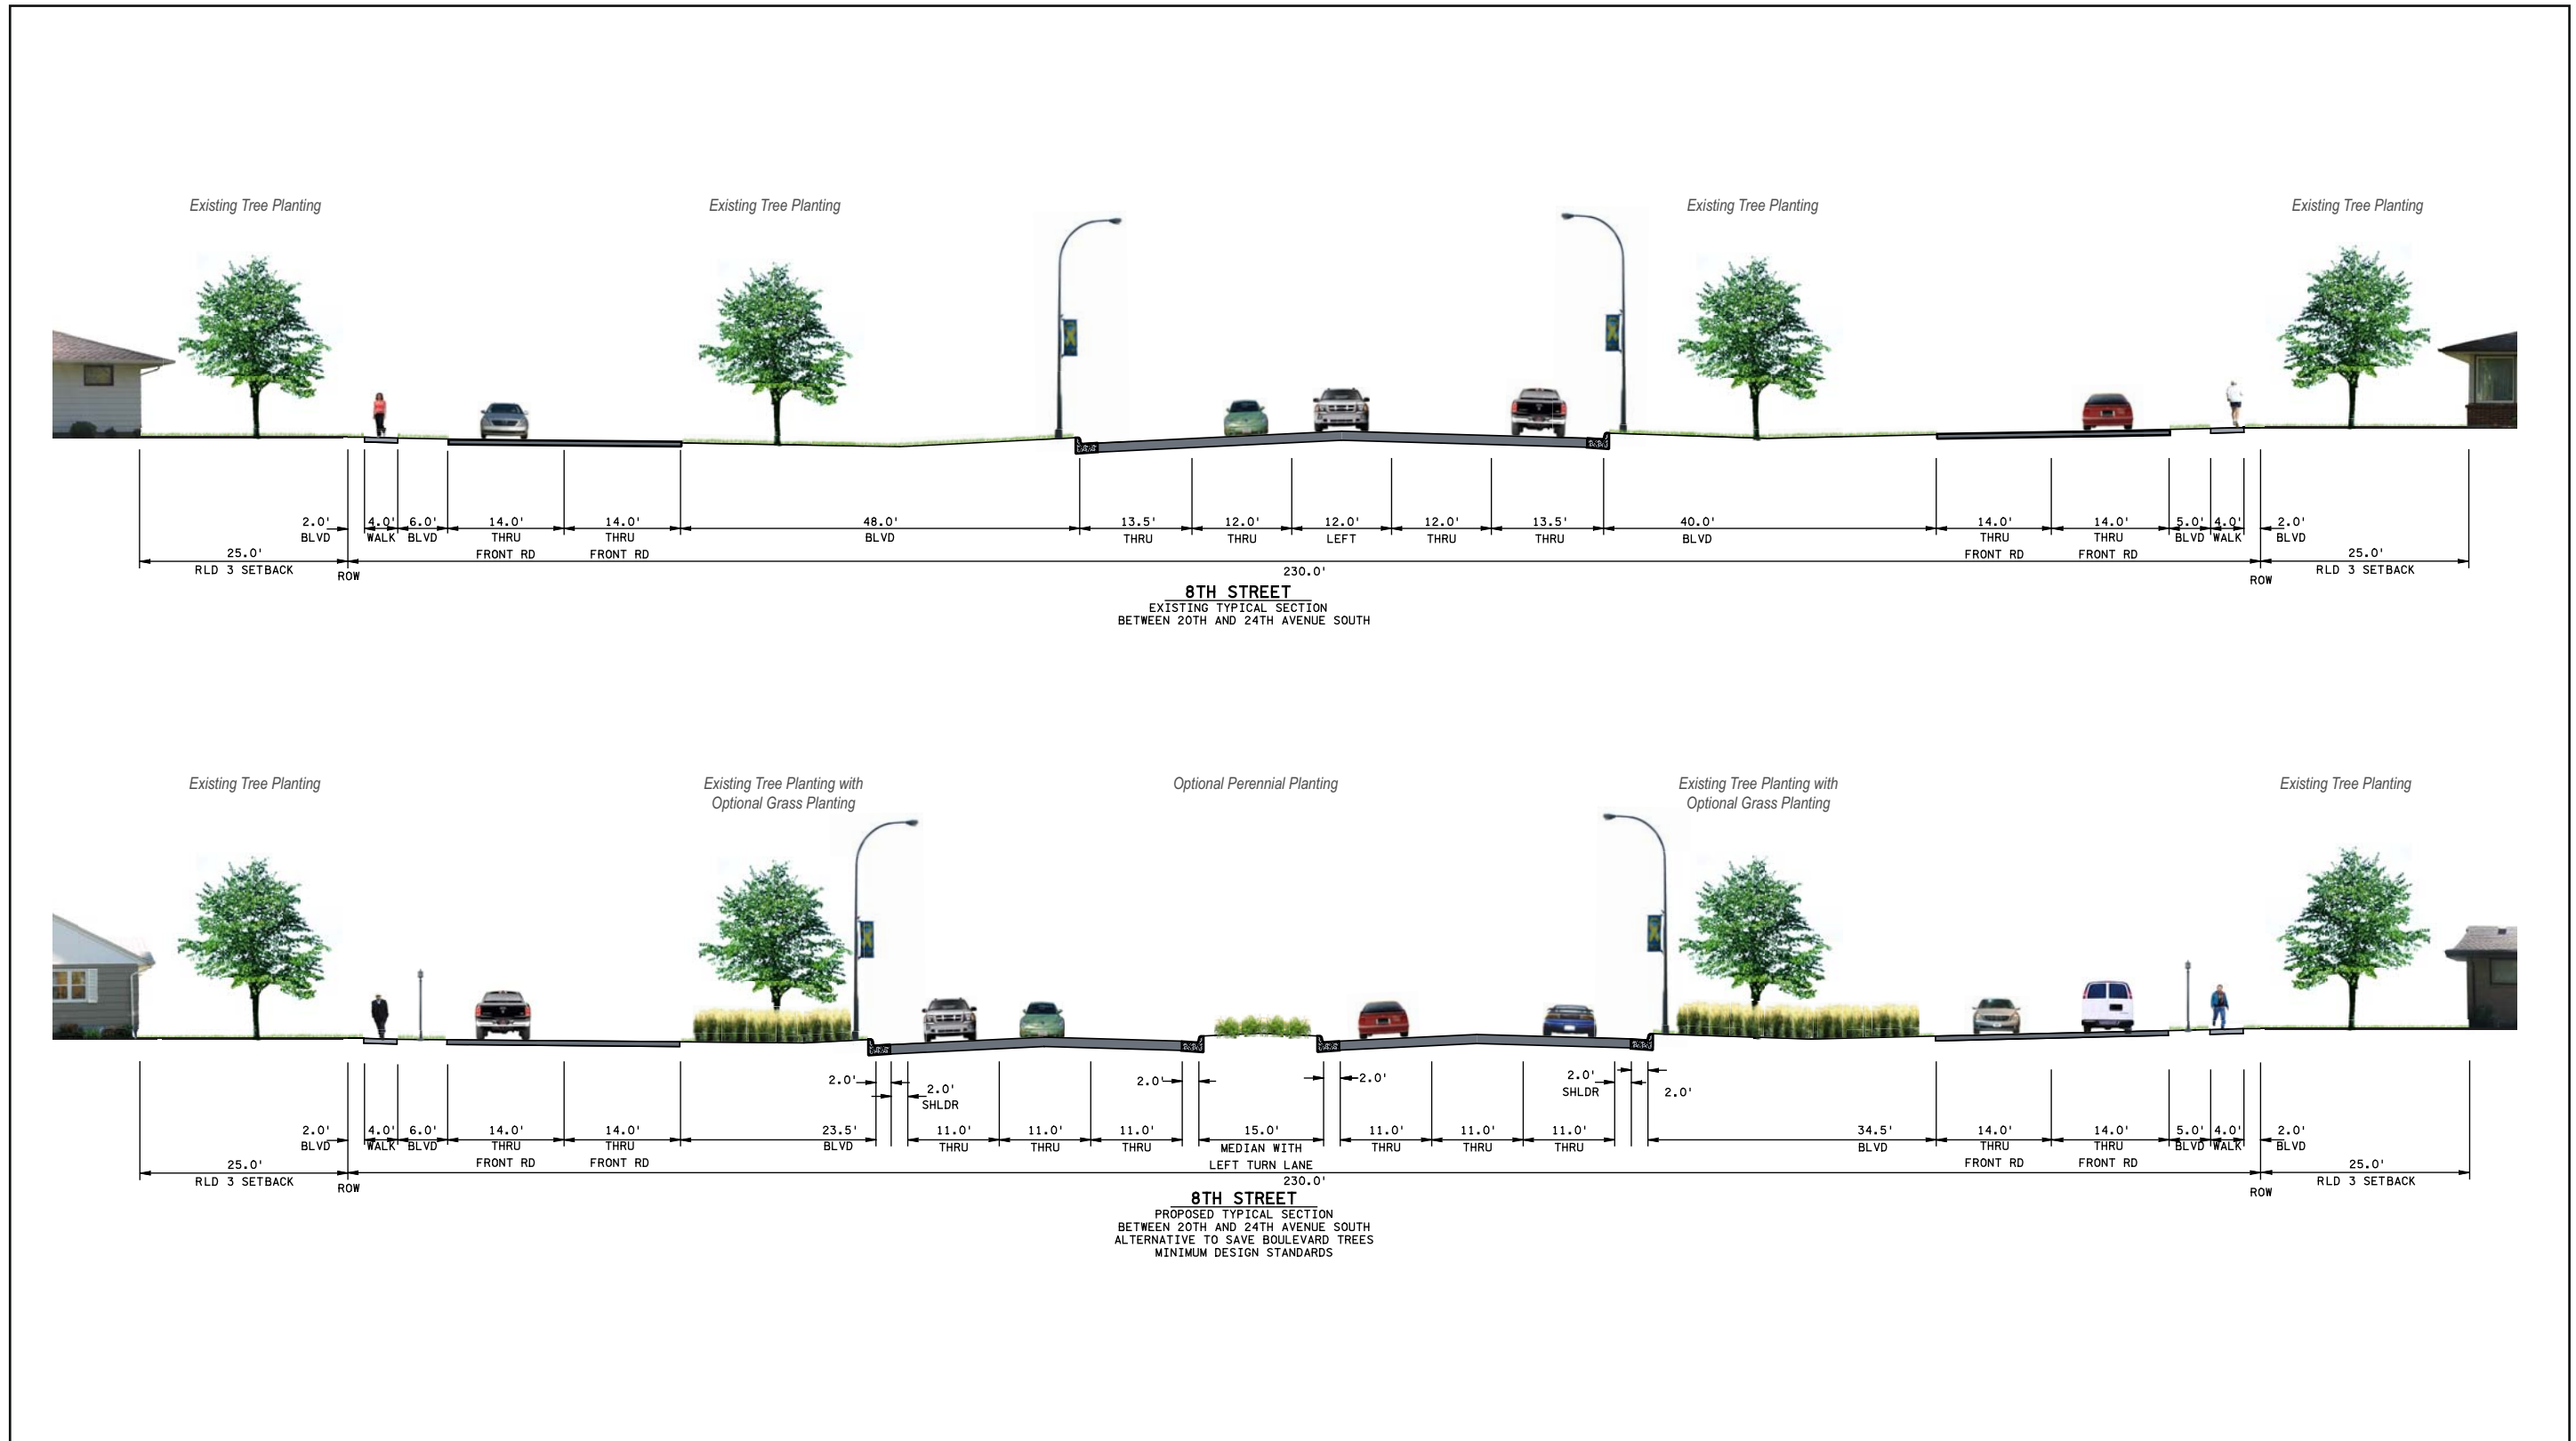 Existing Tree Planting
Existing Tree Planting
Existing Tree Planting
Existing Tree Planting
2.0' 4.0' 6.0' 14.0' 14.0' 48.0' 13.5' 12.0' 12.0' 12.0' 13.5' 40.0' 14.0' 14.0' 5.0' 4.0' 2.0'
BLVD WALK BLVD THRU THRU BLVD THRU THRU LEFT THRU THRU BLVD THRU THRU BLVD WALK BLVD
FRONT RD FRONT RD FRONT RD FRONT RD
25.0' 25.0'
RLD 3 SETBACK ROW 230.0' ROW RLD 3 SETBACK
8TH STREET
EXISTING TYPICAL SECTION
BETWEEN 20TH AND 24TH AVENUE SOUTH
Existing Tree Planting
Existing Tree Planting with
Optional Grass Planting
Optional Perennial Planting
Existing Tree Planting with
Optional Grass Planting
Existing Tree Planting
2.0' 2.0' 2.0' 2.0'
2.0' SHLDR 2.0'
SHLDR
2.0' 4.0' 6.0' 14.0' 14.0' 23.5' 11.0' 11.0' 11.0' 15.0' 11.0' 11.0' 11.0' 34.5' 14.0' 14.0' 5.0' 4.0' 2.0'
BLVD WALK BLVD THRU THRU BLVD THRU THRU THRU MEDIAN WITH THRU THRU THRU BLVD THRU THRU BLVD WALK BLVD
FRONT RD FRONT RD LEFT TURN LANE FRONT RD FRONT RD
25.0' 25.0'
RLD 3 SETBACK ROW 230.0' ROW RLD 3 SETBACK
8TH STREET
PROPOSED TYPICAL SECTION
BETWEEN 20TH AND 24TH AVENUE SOUTH
ALTERNATIVE TO SAVE BOULEVARD TREES
MINIMUM DESIGN STANDARDS